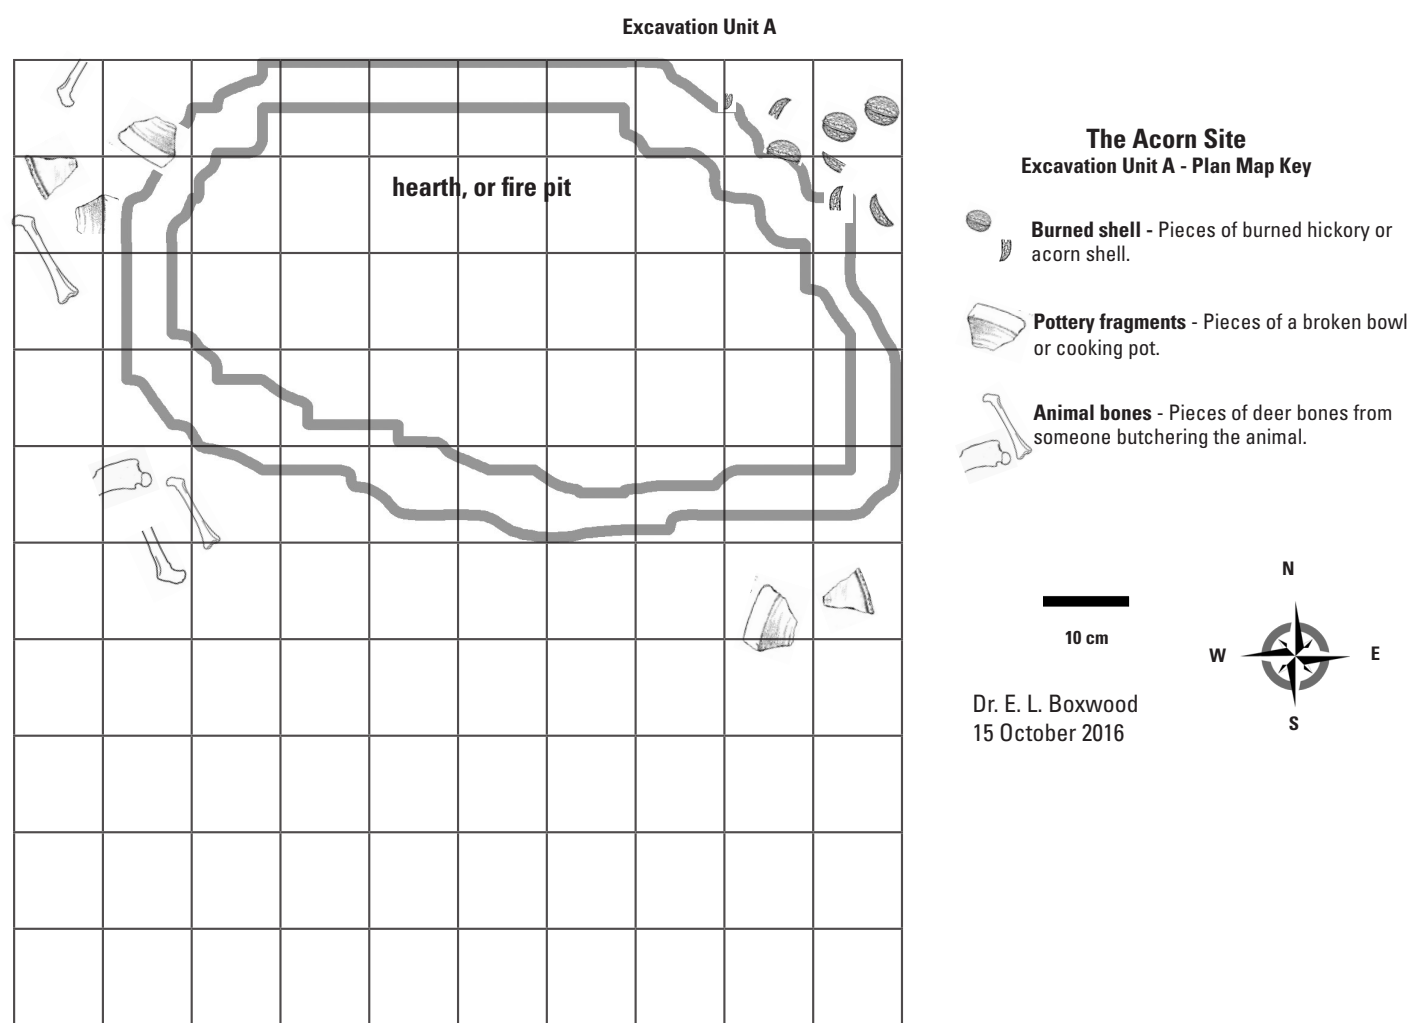 Excavation Unit A
hearth, or fire pit
The Acorn Site
Excavation Unit A - Plan Map Key
Burned shell - Pieces of burned hickory or
acorn shell.
Pottery fragments - Pieces of a broken bowl
or cooking pot.
Animal bones - Pieces of deer bones from
someone butchering the animal.
10 cm
N
W
E
S
Dr. E. L. Boxwood
15 October 2016